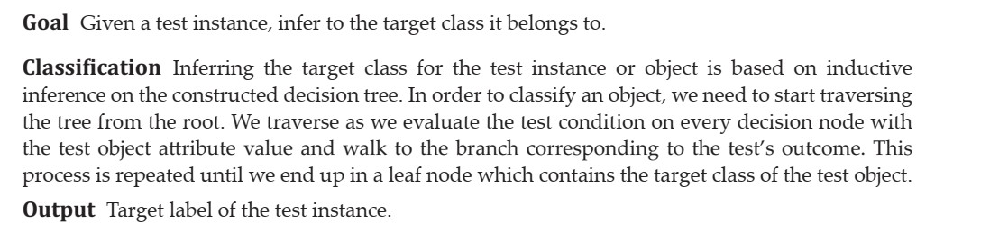 Goal Given a test instance, infer to the target class it belongs to.
Classification Inferring the target class for the test instance or object is based on inductive
inference on the constructed decision tree. In order to classify an object, we need to start traversing
the tree from the root. We traverse as we evaluate the test condition on every decision node with
the test object attribute value and walk to the branch corresponding to the test's outcome. This
process is repeated until we end up in a leaf node which contains the target class of the test object.
Output Target label of the test instance.